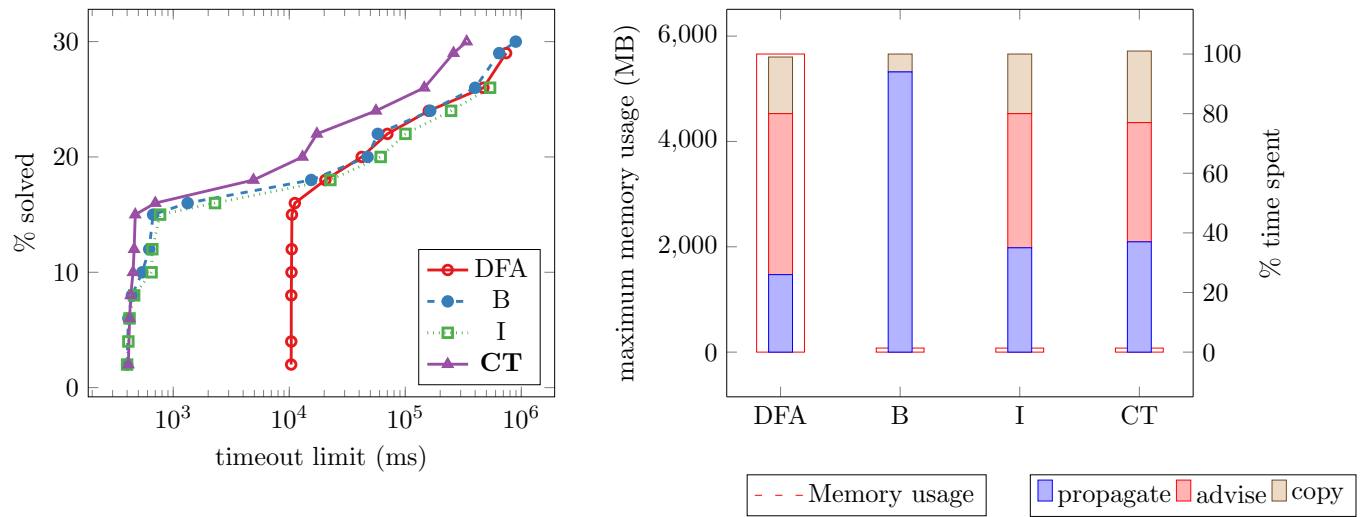 % solved
30
20
10
0
10^3
10^4
10^5
10^6
timeout limit (ms)
DFA
B
I
CT
maximum memory usage (MB)
6,000
4,000
2,000
0
100
80
60
40
20
0
% time spent
DFA B I CT
Memory usage
propagate advise copy